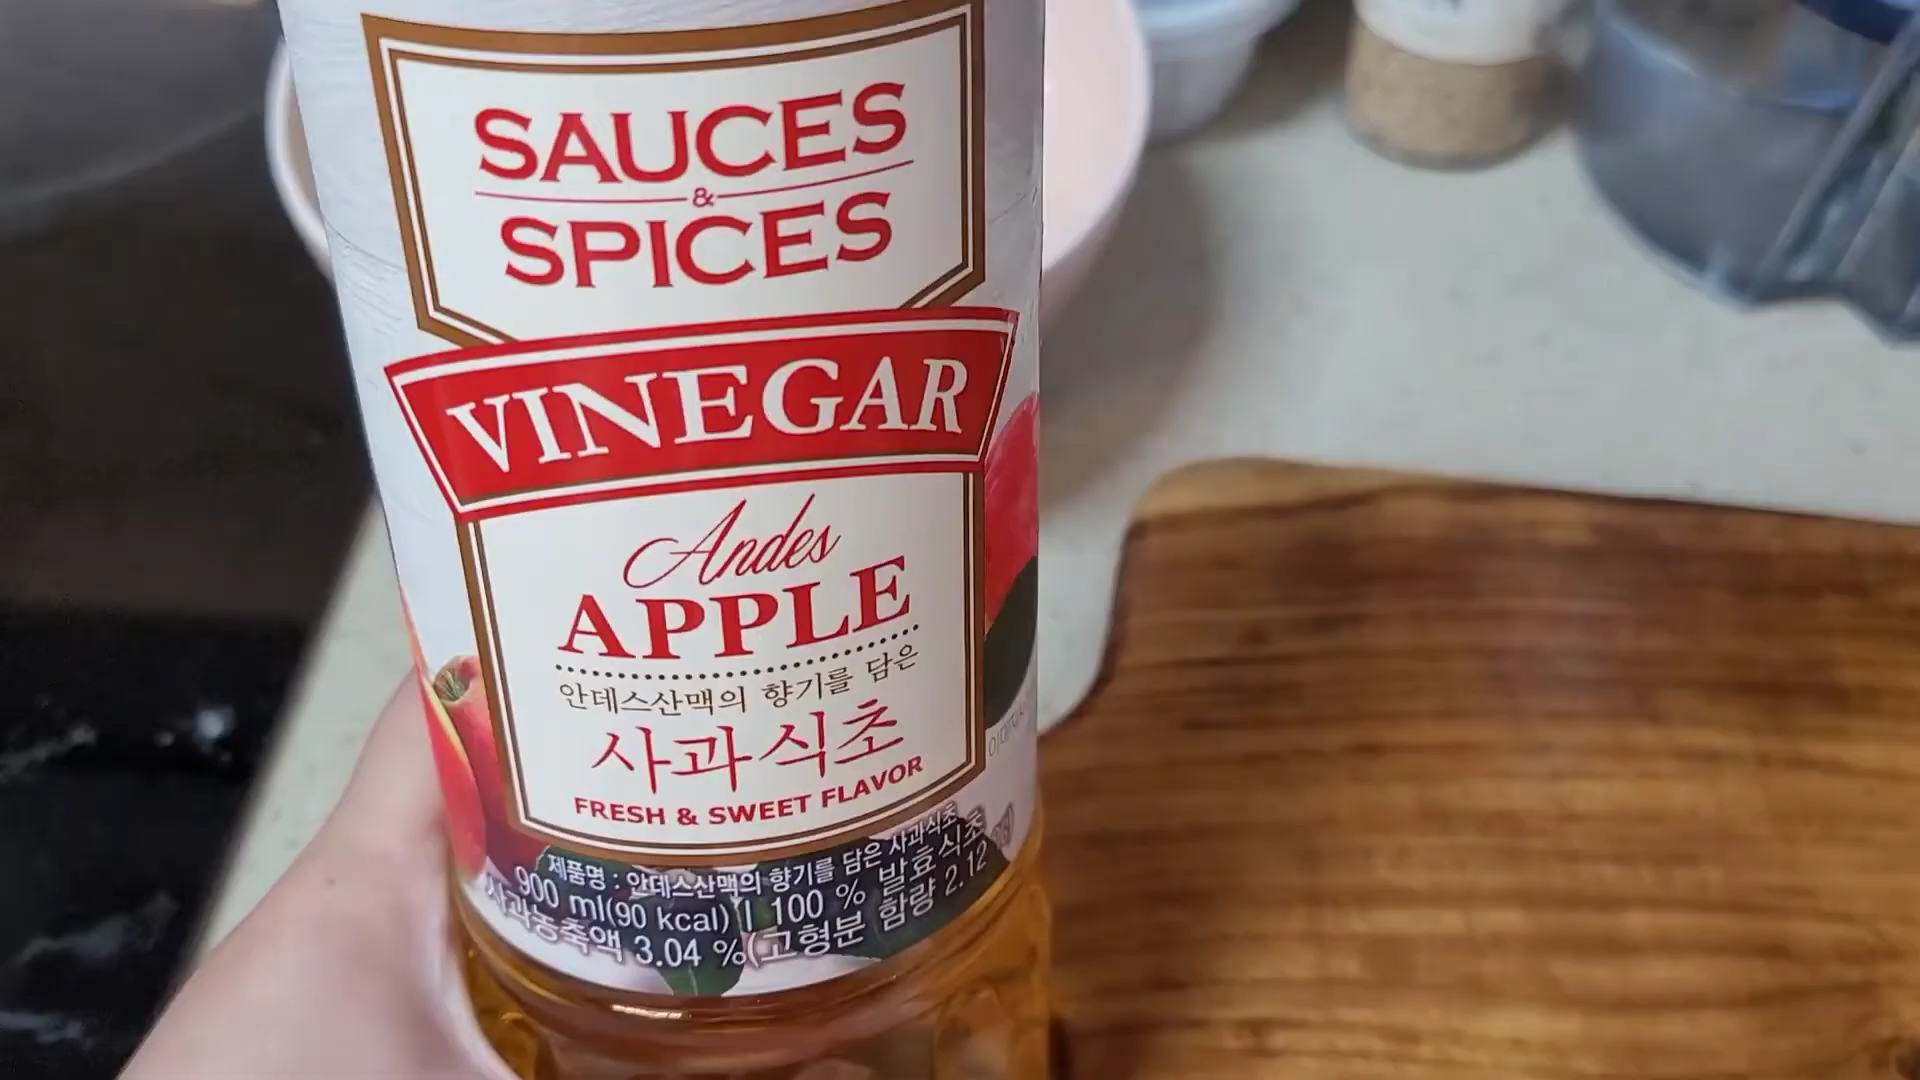 SAUCES
&
SPICES
VINEGAR
Andes
APPLE
안데스산맥의 향기를 담은
사과식초
FRESH & SWEET FLAVOR
제품명 : 안데스산맥의 향기를 담은 사과식초
900 ml(90 kcal) | 100 % 발효식초
사과농축액 3.04 %(고형분 함량 2.12